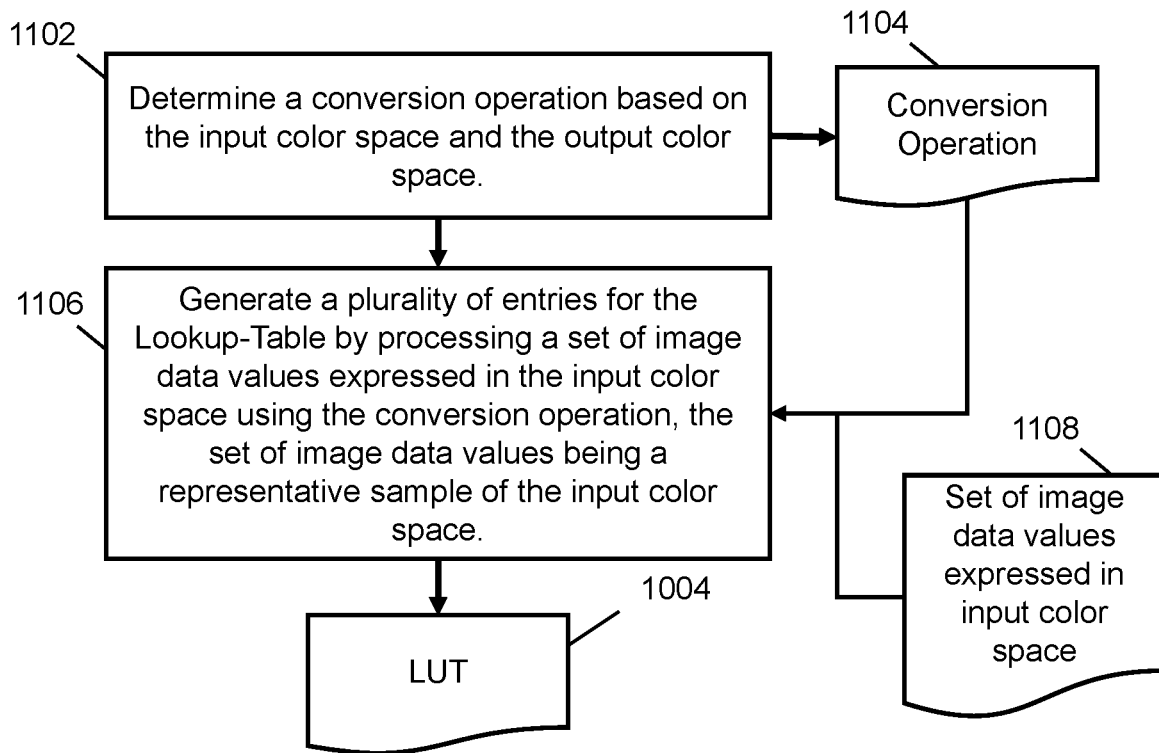 1102
Determine a conversion operation based on
the input color space and the output color
space.
1104
Conversion
Operation
1106
Generate a plurality of entries for the
Lookup-Table by processing a set of image
data values expressed in the input color
space using the conversion operation, the
set of image data values being a
representative sample of the input color
space.
1108
Set of image
data values
expressed in
input color
space
1004
LUT